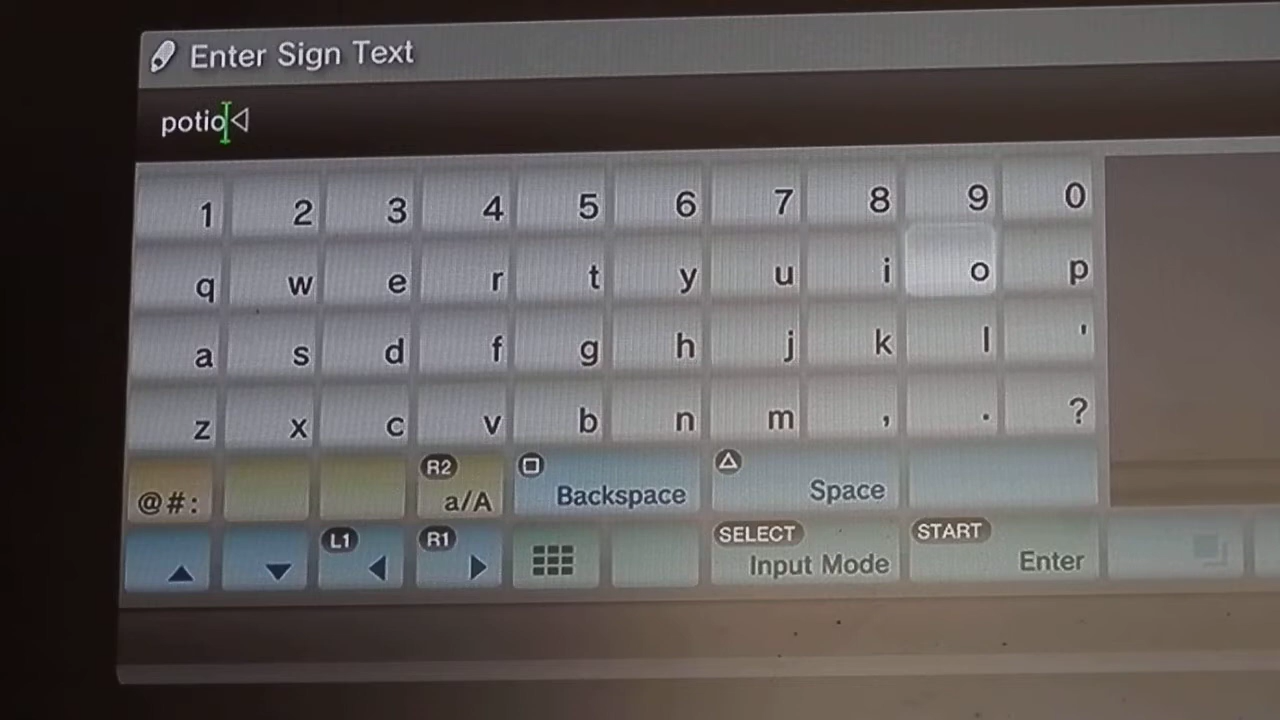 Enter Sign Text
potio
1 2 3 4 5 6 7 8 9 0
q w e r t y u i o p
a s d f g h j k l '
z x c v b n m , . ?
@#: R2 a/A Backspace Space
L1 R1 SELECT Input Mode START Enter